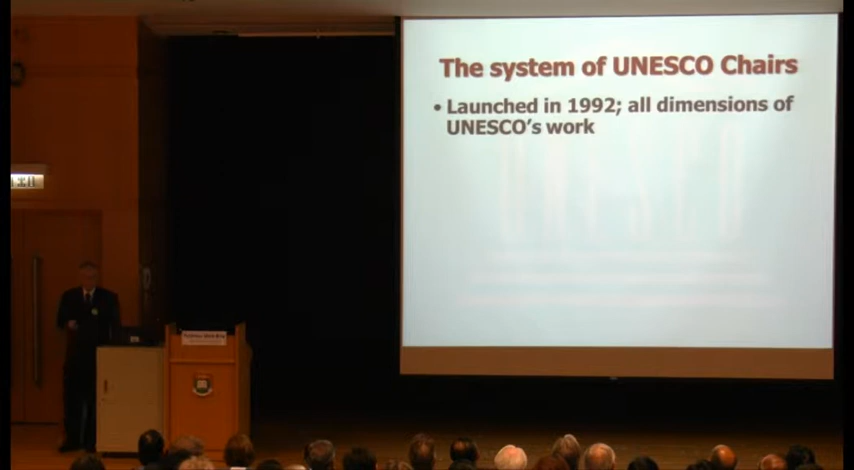 The system of UNESCO Chairs
• Launched in 1992; all dimensions of
UNESCO's work